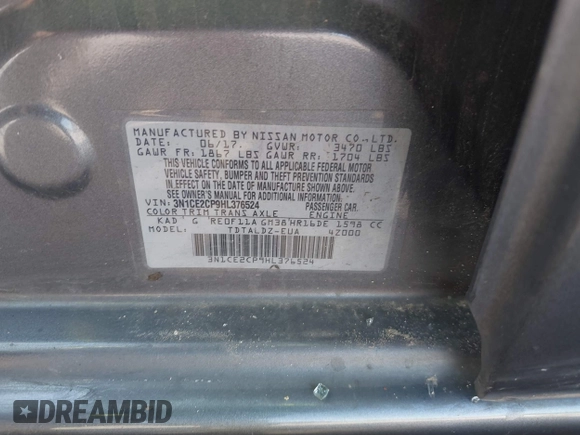 MANUFACTURED BY NISSAN MOTOR CO., LTD.
DATE: 06/17. GVWR: 3470 LBS
GAWR FR: 1867 LBS GAWR RR: 1704 LBS
THIS VEHICLE CONFORMS TO ALL APPLICABLE FEDERAL MOTOR
VEHICLE SAFETY, BUMPER, AND THEFT PREVENTION STANDARDS
IN EFFECT ON THE DATE OF MANUFACTURE SHOWN ABOVE.
SEE OWNER'S MANUAL FOR ADDITIONAL INFORMATION
VIN: 3N1CE2CP9HL376524 PASSENGER CAR.
COLOR TRIM TRANS AXLE ENGINE
KAD G RE0F11A GM38 HR16DE 1598 CC
MODEL: TDTALDZ-EUA 4Z000
3N1CE2CP9HL376524
DREAMBID